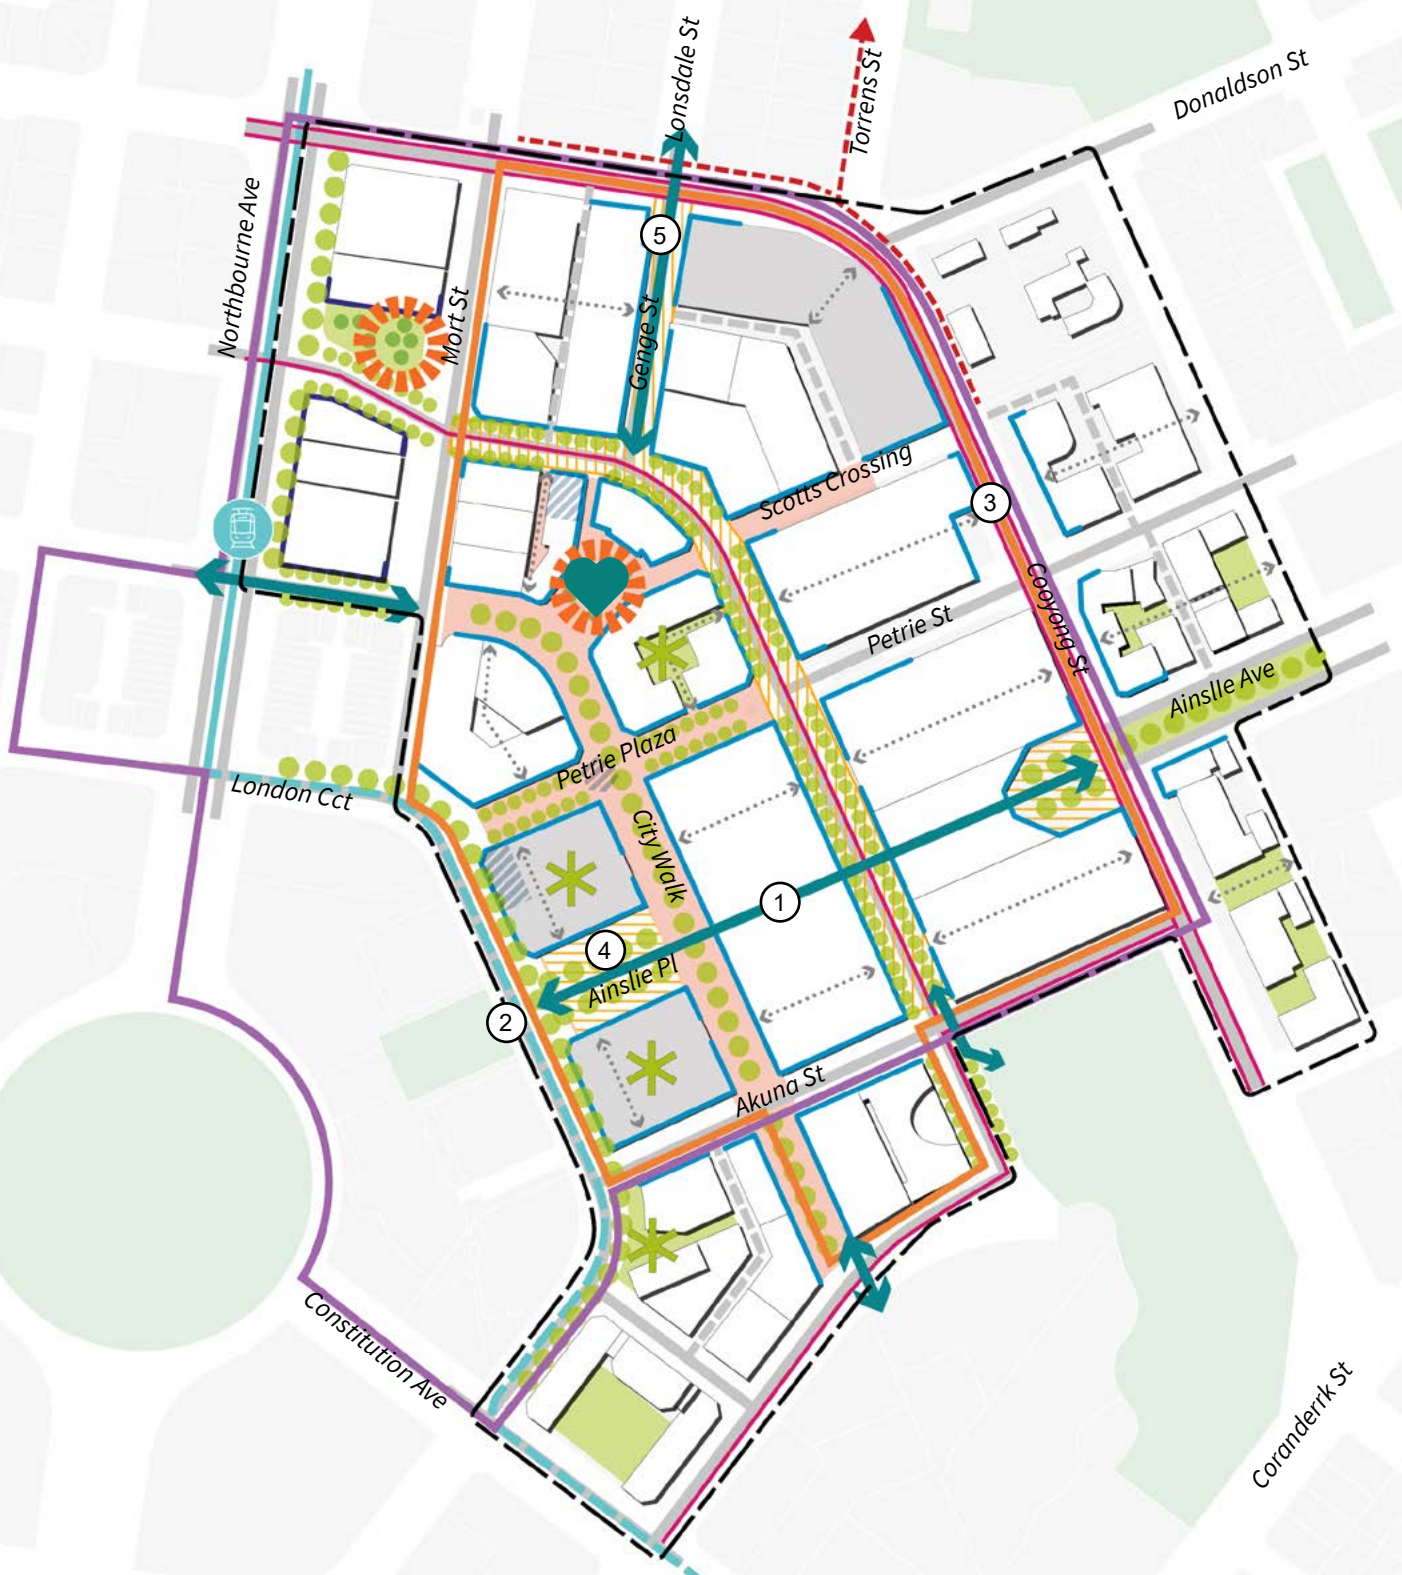 Lonsdale St
Torrens St
Donaldson St
Northbourne Ave
5
Mort St
Genge St
Scotts Crossing
3
Cooyong St
Petrie St
Ainslle Ave
Petrie Plaza
London Cct
City Walk
1
4
Ainslie Pl
2
Akuna St
Constitution Ave
Coranderrk St